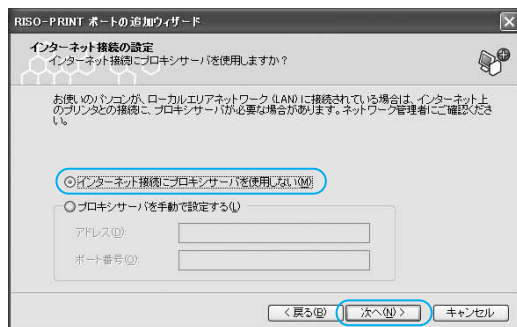 RISO-PRINT ポートの追加ウィザード
インターネット接続の設定
インターネット接続にプロキシサーバを使用しますか？
お使いのパソコンが、ローカルエリアネットワーク (LAN) に接続されている場合は、インターネット上
のプリンタとの接続に、プロキシサーバが必要な場合があります。ネットワーク管理者にご確認くださ
い。
インターネット接続にプロキシサーバを使用しない(M)
プロキシサーバを手動で設定する(L)
アドレス(D):
ポート番号(O):
< 戻る(B)
次へ(N) >
キャンセル